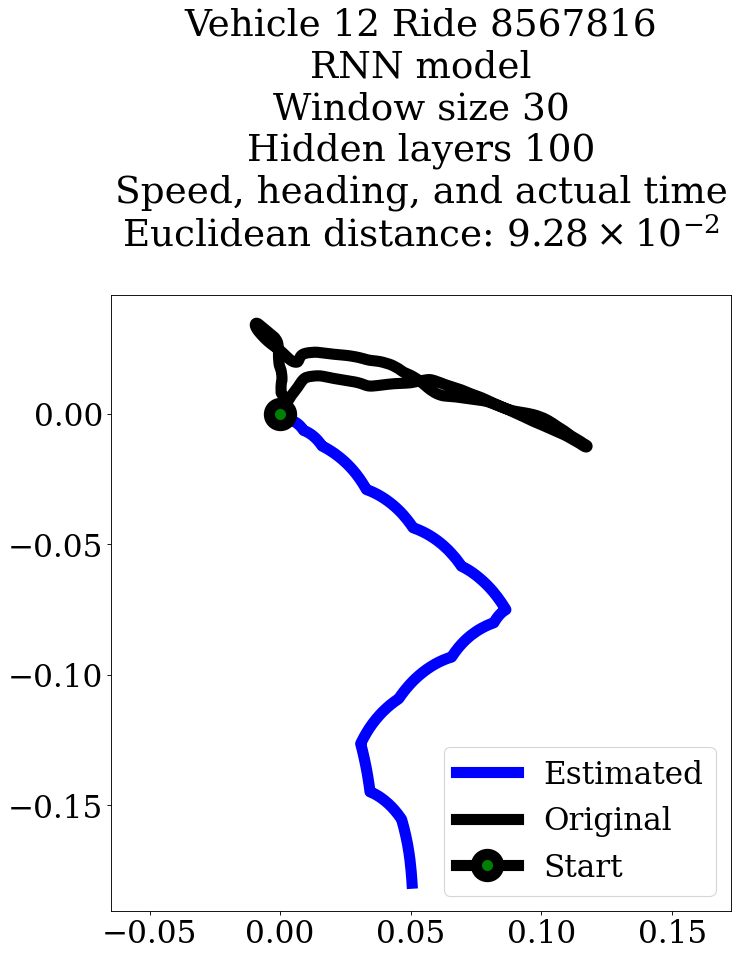 Vehicle 12 Ride 8567816
RNN model
Window size 30
Hidden layers 100
Speed, heading, and actual time
Euclidean distance: 9.28 × 10⁻²
0.00
−0.05
−0.10
−0.15
Estimated
Original
Start
−0.05 0.00 0.05 0.10 0.15